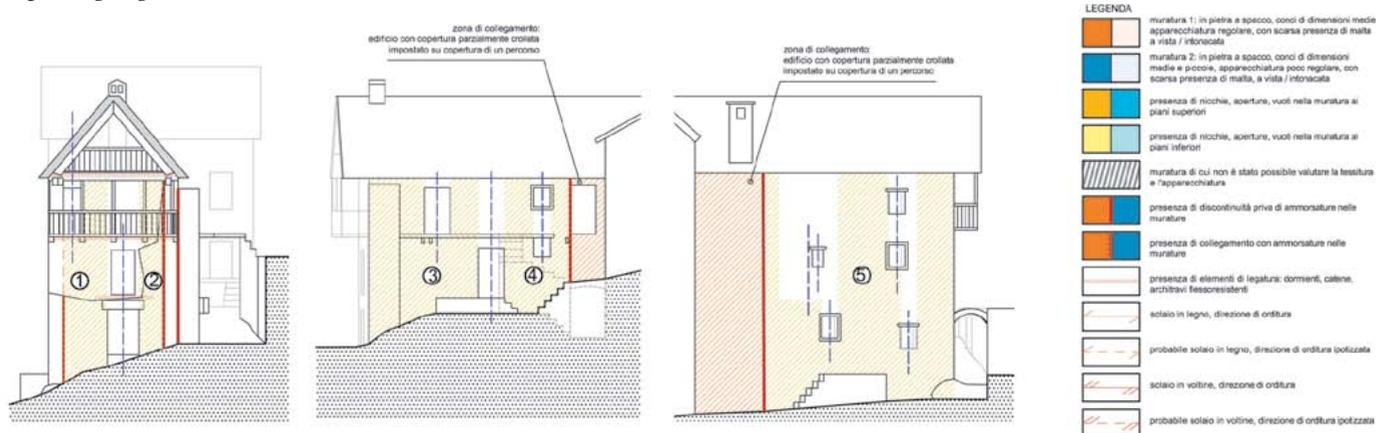 zona di collegamento:
edificio con copertura parzialmente crollata
impostato su copertura di un percorso
zona di collegamento:
edificio con copertura parzialmente crollata
impostato su copertura di un percorso
1
2
3
4
5
LEGENDA
muratura 1: in pietra a spacco, conci di dimensioni medie
apparecchiatura regolare, con scarsa presenza di malta
a vista / intonacata
muratura 2: in pietra a spacco, conci di dimensioni
medie e piccole, apparecchiatura poco regolare, con
scarsa presenza di malta, a vista / intonacata
presenza di nicchie, aperture, vuoti nella muratura ai
piani superiori
presenza di nicchie, aperture, vuoti nella muratura ai
piani inferiori
muratura di cui non è stato possibile valutare la tessitura
e l'apparecchiatura
presenza di discontinuità priva di ammorsature nelle
murature
presenza di collegamento con ammorsature nelle
murature
presenza di elementi di legatura: dormienti, catene,
architravi flessoresistenti
solaio in legno, direzione di orditura
probabile solaio in legno, direzione di orditura ipotizzata
solaio in voltine, direzione di orditura
probabile solaio in voltine, direzione di orditura ipotizzata